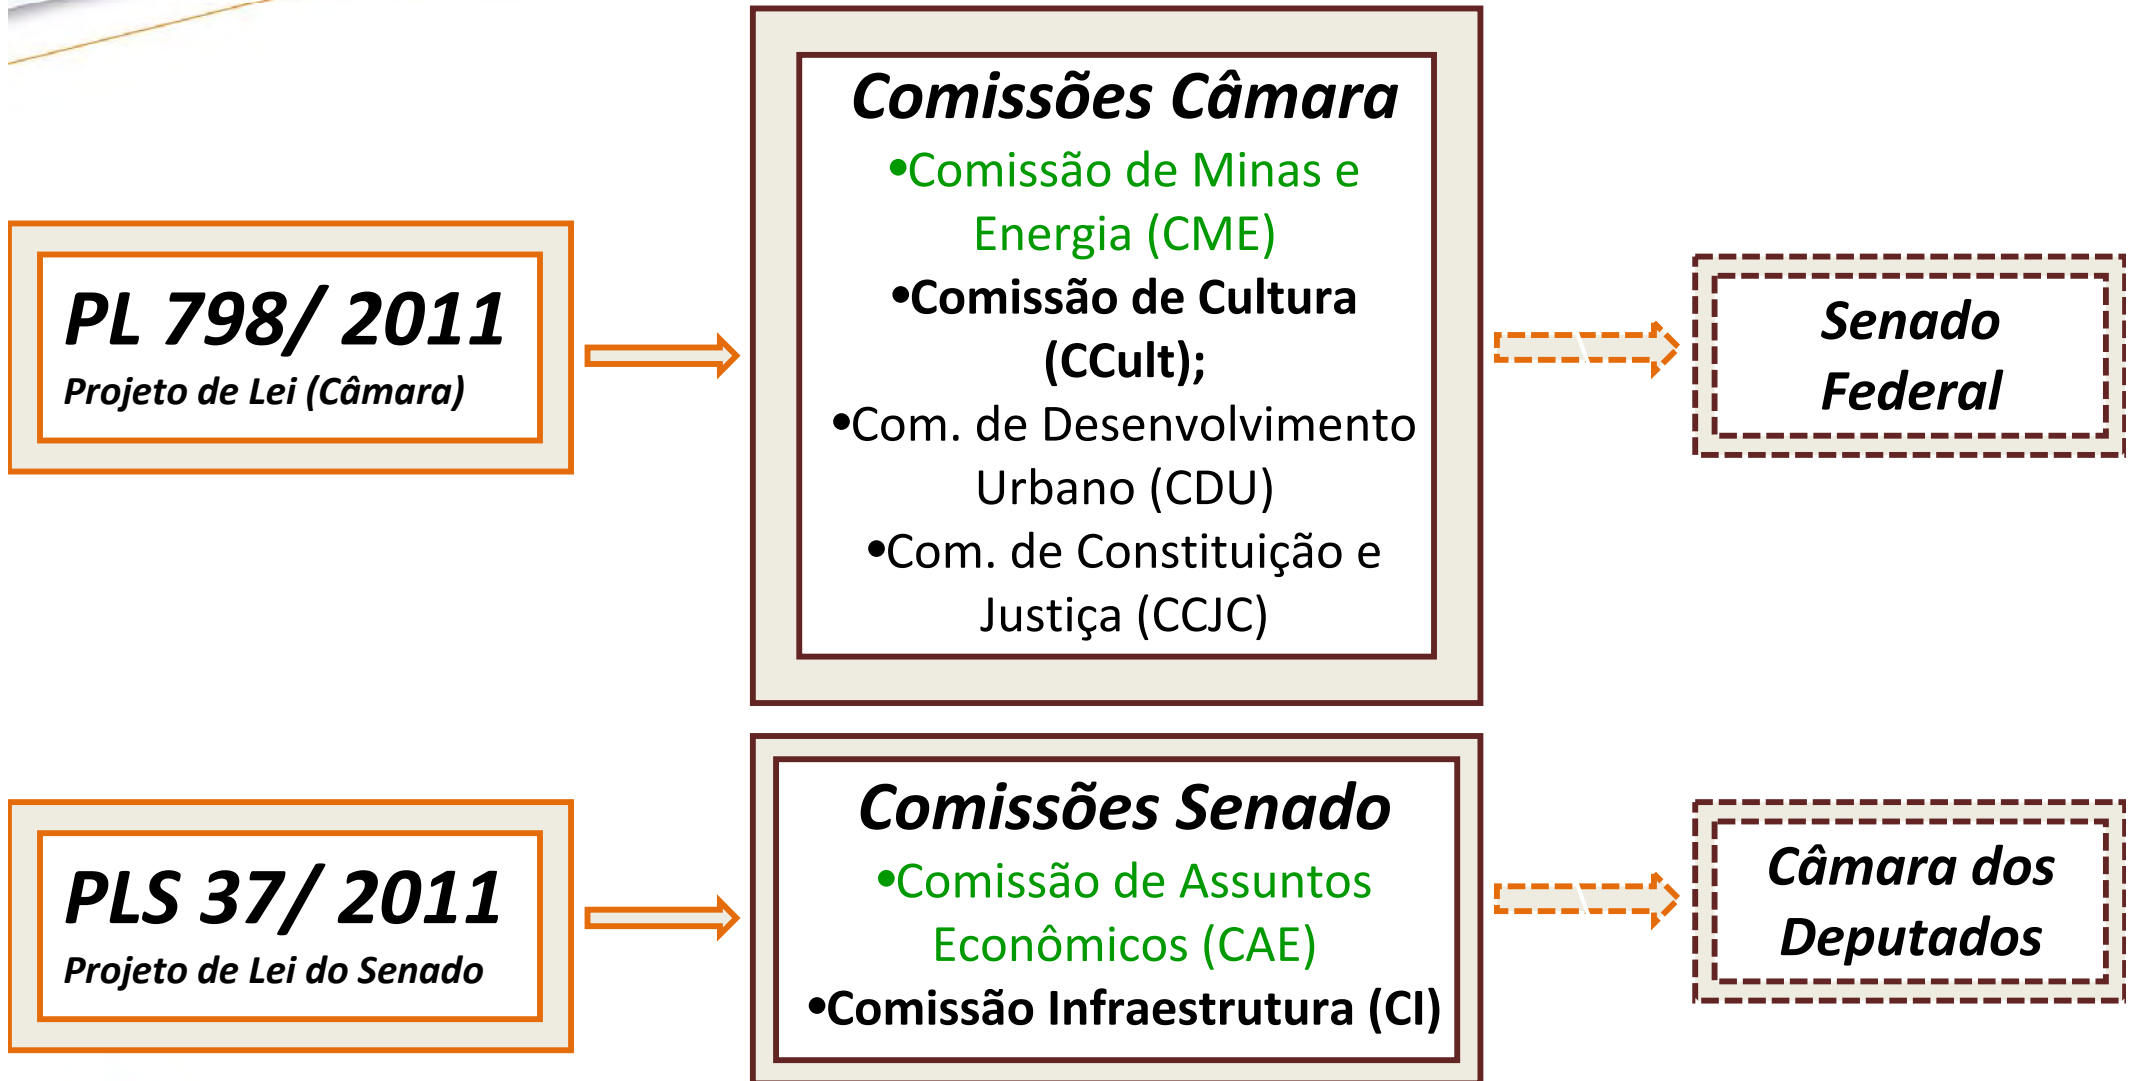 Comissões Câmara
•Comissão de Minas e
Energia (CME)
•Comissão de Cultura
(CCult);
•Com. de Desenvolvimento
Urbano (CDU)
•Com. de Constituição e
Justiça (CCJC)
PL 798/ 2011
Projeto de Lei (Câmara)
Senado
Federal
Comissões Senado
•Comissão de Assuntos
Econômicos (CAE)
•Comissão Infraestrutura (CI)
PLS 37/ 2011
Projeto de Lei do Senado
Câmara dos
Deputados